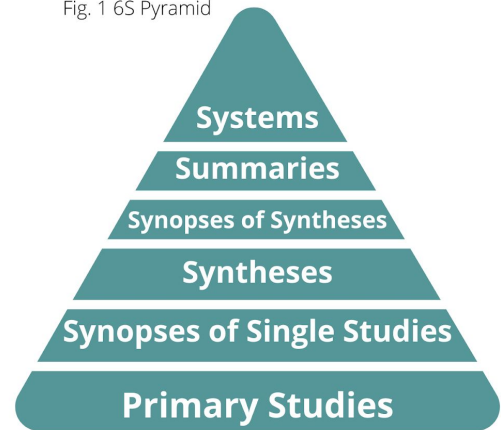 Fig. 1 6S Pyramid
Systems
Summaries
Synopses of Syntheses
Syntheses
Synopses of Single Studies
Primary Studies